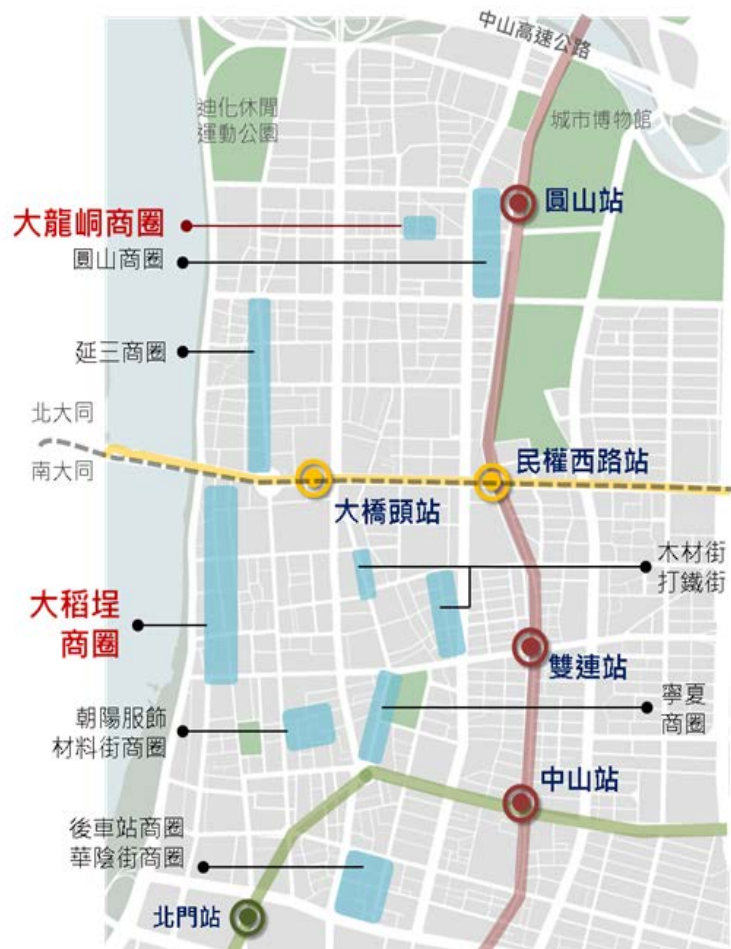 中山高速公路
迪化休閒
運動公園
城市博物館
圓山站
大龍峒商圈
圓山商圈
延三商圈
北大同
南大同
民權西路站
大橋頭站
木材街
打鐵街
大稻埕
商圈
雙連站
寧夏
商圈
朝陽服飾
材料街商圈
中山站
後車站商圈
華陰街商圈
北門站